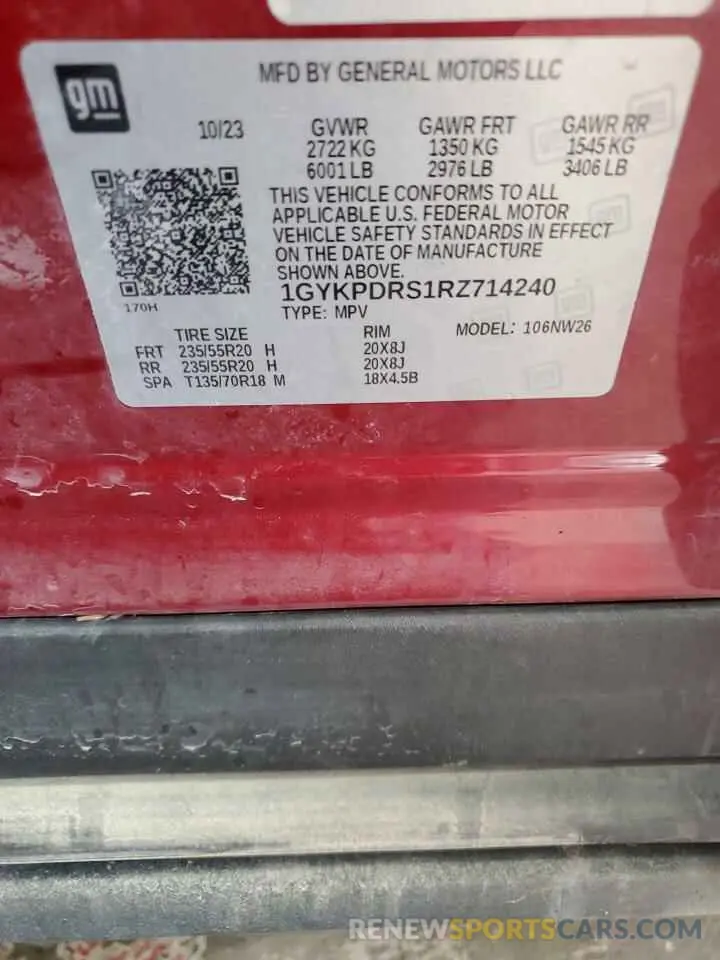 gm
MFD BY GENERAL MOTORS LLC
10/23 GVWR GAWR FRT GAWR RR
2722 KG 1350 KG 1545 KG
6001 LB 2976 LB 3406 LB
THIS VEHICLE CONFORMS TO ALL
APPLICABLE U.S. FEDERAL MOTOR
VEHICLE SAFETY STANDARDS IN EFFECT
ON THE DATE OF MANUFACTURE
SHOWN ABOVE.
1GYKPDRS1RZ714240
170H
TYPE: MPV
TIRE SIZE RIM MODEL: 106NW26
FRT 235/55R20 H 20X8J
RR 235/55R20 H 20X8J
SPA T135/70R18 M 18X4.5B
RENEWSPORTSCARS.COM